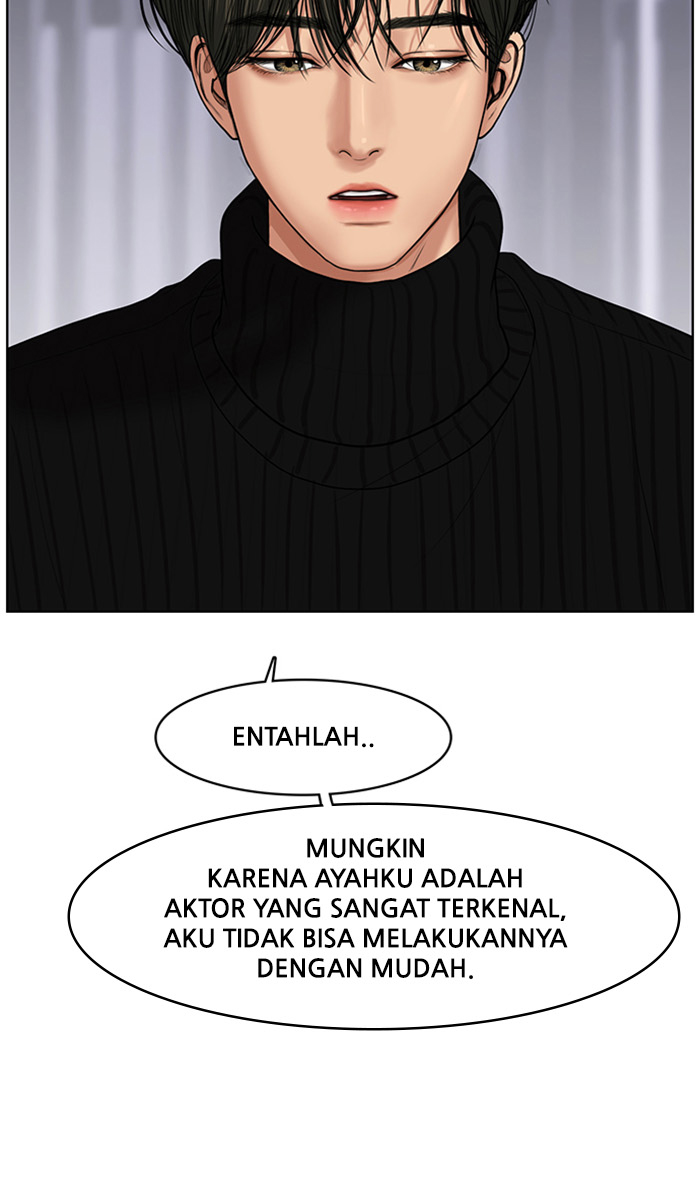 ENTAHLAH..
MUNGKIN
KARENA AYAHKU ADALAH
AKTOR YANG SANGAT TERKENAL,
AKU TIDAK BISA MELAKUKANNYA
DENGAN MUDAH.